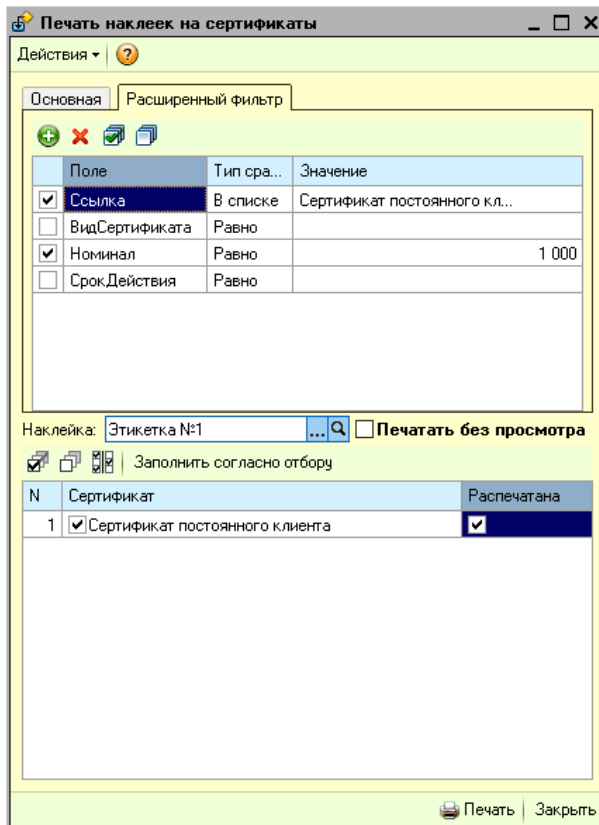 Печать наклеек на сертификаты
Действия
Основная Расширенный фильтр
Поле Тип сра... Значение
Ссылка В списке Сертификат постоянного кл...
ВидСертификата Равно
Номинал Равно 1 000
СрокДействия Равно
Наклейка: Этикетка №1 ... Печатать без просмотра
Заполнить согласно отбору
N Сертификат Распечатана
1 Сертификат постоянного клиента
Печать Закрыть